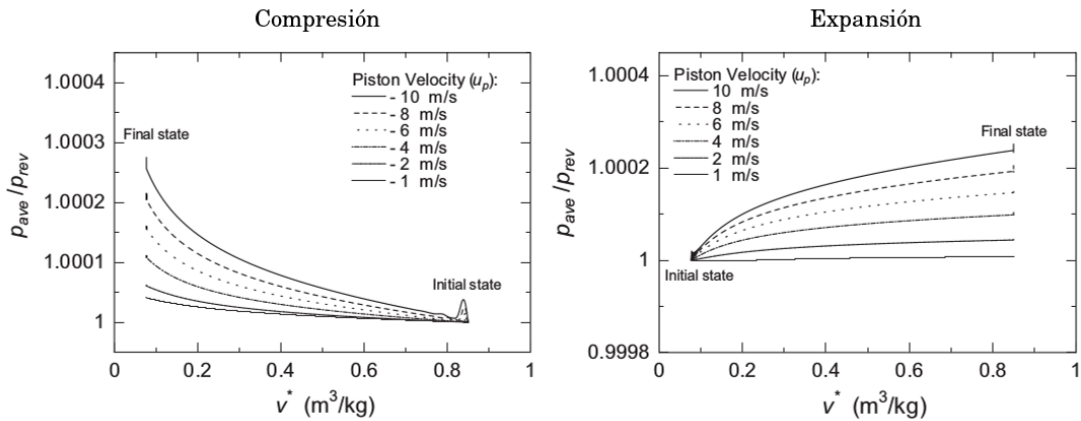 Compresión
1.0004
1.0003
1.0002
1.0001
1
p_ave / p_rev
Piston Velocity (u_p):
- 10 m/s
- 8 m/s
- 6 m/s
- 4 m/s
- 2 m/s
- 1 m/s
Final state
Initial state
0 0.2 0.4 0.6 0.8 1
v* (m³/kg)
Expansión
1.0004
1.0002
1
0.9998
p_ave / p_rev
Piston Velocity (u_p):
10 m/s
8 m/s
6 m/s
4 m/s
2 m/s
1 m/s
Final state
Initial state
0 0.2 0.4 0.6 0.8 1
v* (m³/kg)